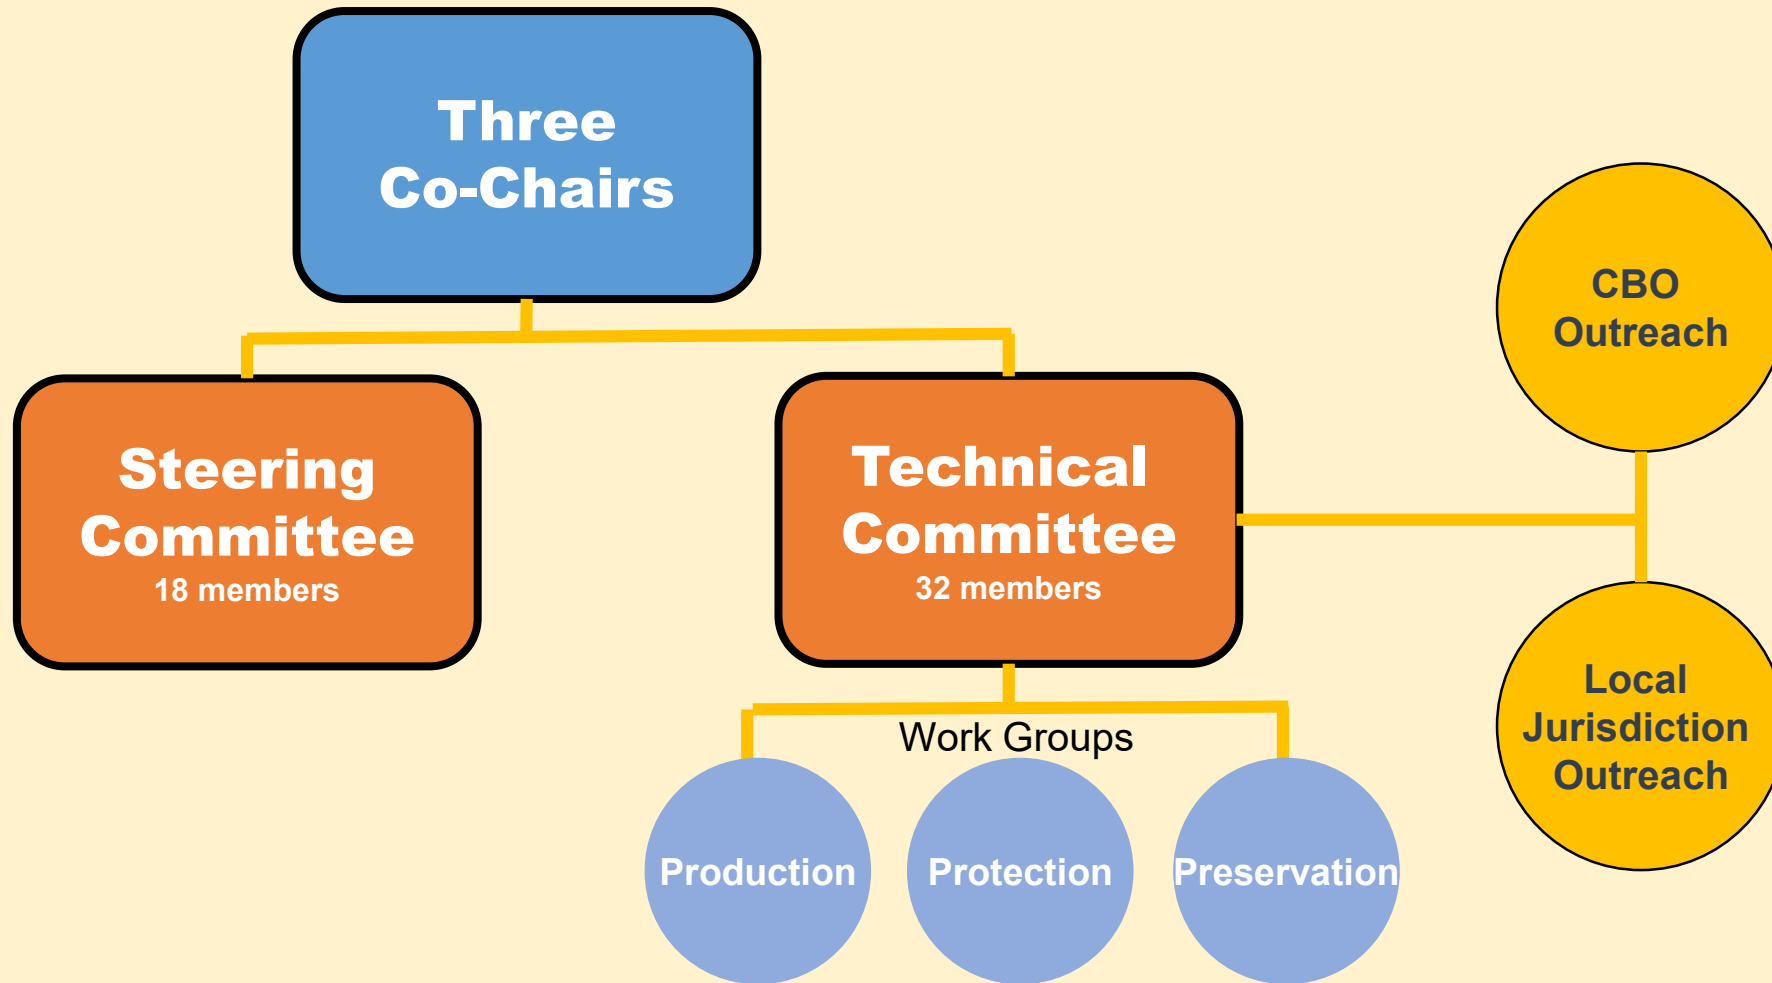 Three
Co-Chairs
Steering
Committee
18 members
Technical
Committee
32 members
CBO
Outreach
Local
Jurisdiction
Outreach
Work Groups
Production
Protection
Preservation